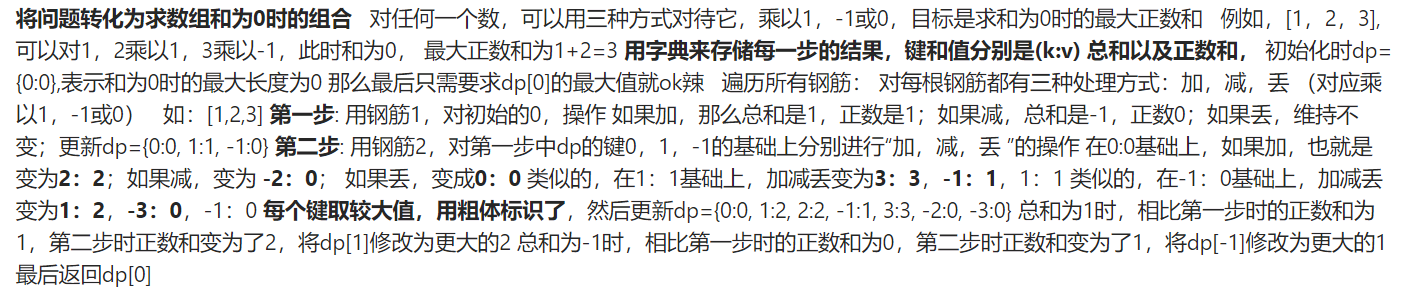 将问题转化为求数组和为0时的组合   对任何一个数，可以用三种方式对待它，乘以1，-1或0，目标是求和为0时的最大正数和   例如，[1，2，3],
可以对1，2乘以1，3乘以-1，此时和为0， 最大正数和为1+2=3 用字典来存储每一步的结果，键和值分别是(k:v) 总和以及正数和， 初始化时dp=
{0:0},表示和为0时的最大长度为0 那么最后只需要求dp[0]的最大值就ok辣   遍历所有钢筋： 对每根钢筋都有三种处理方式：加，减，丢 （对应乘
以1，-1或0）   如：[1,2,3] 第一步: 用钢筋1，对初始的0，操作 如果加，那么总和是1，正数是1；如果减，总和是-1，正数0；如果丢，维持不
变；更新dp={0:0, 1:1, -1:0} 第二步: 用钢筋2，对第一步中dp的键0，1，-1的基础上分别进行“加，减，丢 ”的操作 在0:0基础上，如果加，也就是
变为2：2；如果减，变为 -2：0； 如果丢，变成0：0 类似的，在1：1基础上，加减丢变为3：3，-1：1，1：1 类似的，在-1：0基础上，加减丢
变为1：2，-3：0，-1：0 每个键取较大值，用粗体标识了，然后更新dp={0:0, 1:2, 2:2, -1:1, 3:3, -2:0, -3:0} 总和为1时，相比第一步时的正数和为
1，第二步时正数和变为了2，将dp[1]修改为更大的2 总和为-1时，相比第一步时的正数和为0，第二步时正数和变为了1，将dp[-1]修改为更大的1
最后返回dp[0]